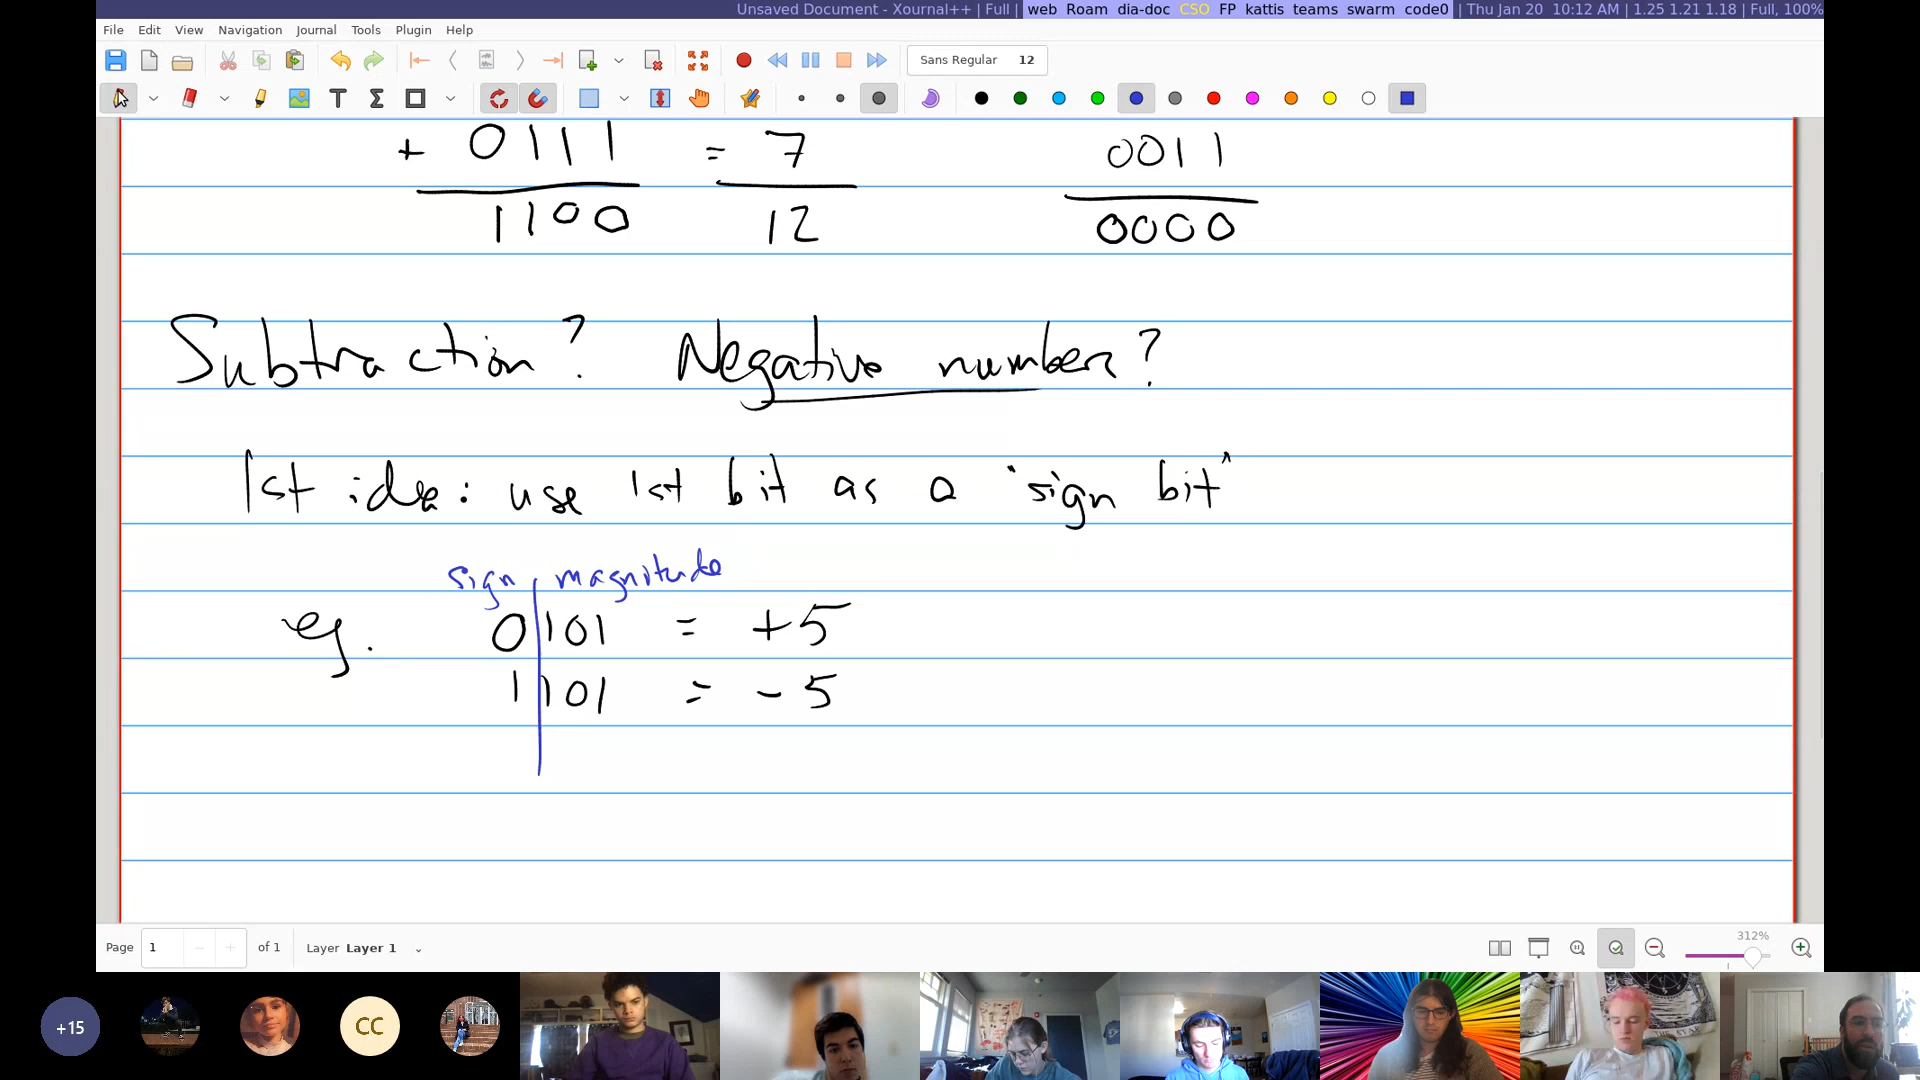 Unsaved Document - Xournal++ | Full | web Roam dia-doc CSO FP kattis teams swarm code0 | Thu Jan 20 10:12 AM | 1.25 1.21 1.18 | Full, 100%
File Edit View Navigation Journal Tools Plugin Help
Sans Regular 12
+ 0111 = 7 0011
1100 12 0000
Subtraction? Negative numbers?
1st idea: use 1st bit as a "sign bit"
sign magnitude
eg. 0101 = +5
1101 = -5
Page 1 of 1 Layer Layer 1 312%
+15 CC